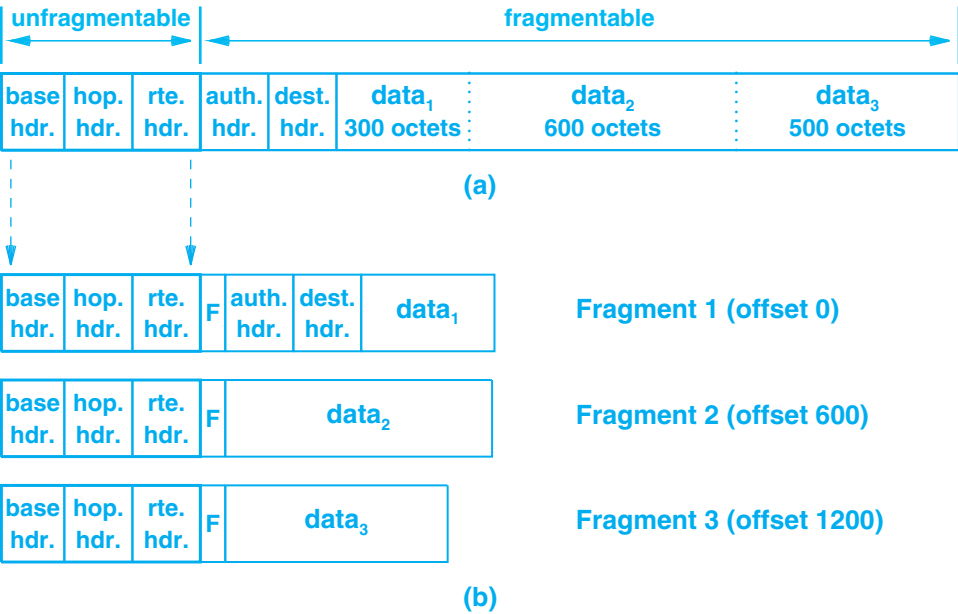 unfragmentable fragmentable
base hop. rte. auth. dest. data₁ data₂ data₃
hdr. hdr. hdr. hdr. hdr. 300 octets 600 octets 500 octets
(a)
base hop. rte. F auth. dest. data₁ Fragment 1 (offset 0)
hdr. hdr. hdr. hdr. hdr.
base hop. rte. F data₂ Fragment 2 (offset 600)
hdr. hdr. hdr.
base hop. rte. F data₃ Fragment 3 (offset 1200)
hdr. hdr. hdr.
(b)